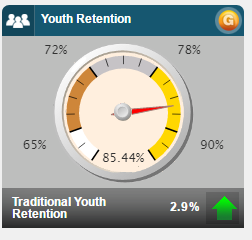 Youth Retention G
72% 78%
65% 90%
85.44%
Traditional Youth
Retention 2.9%